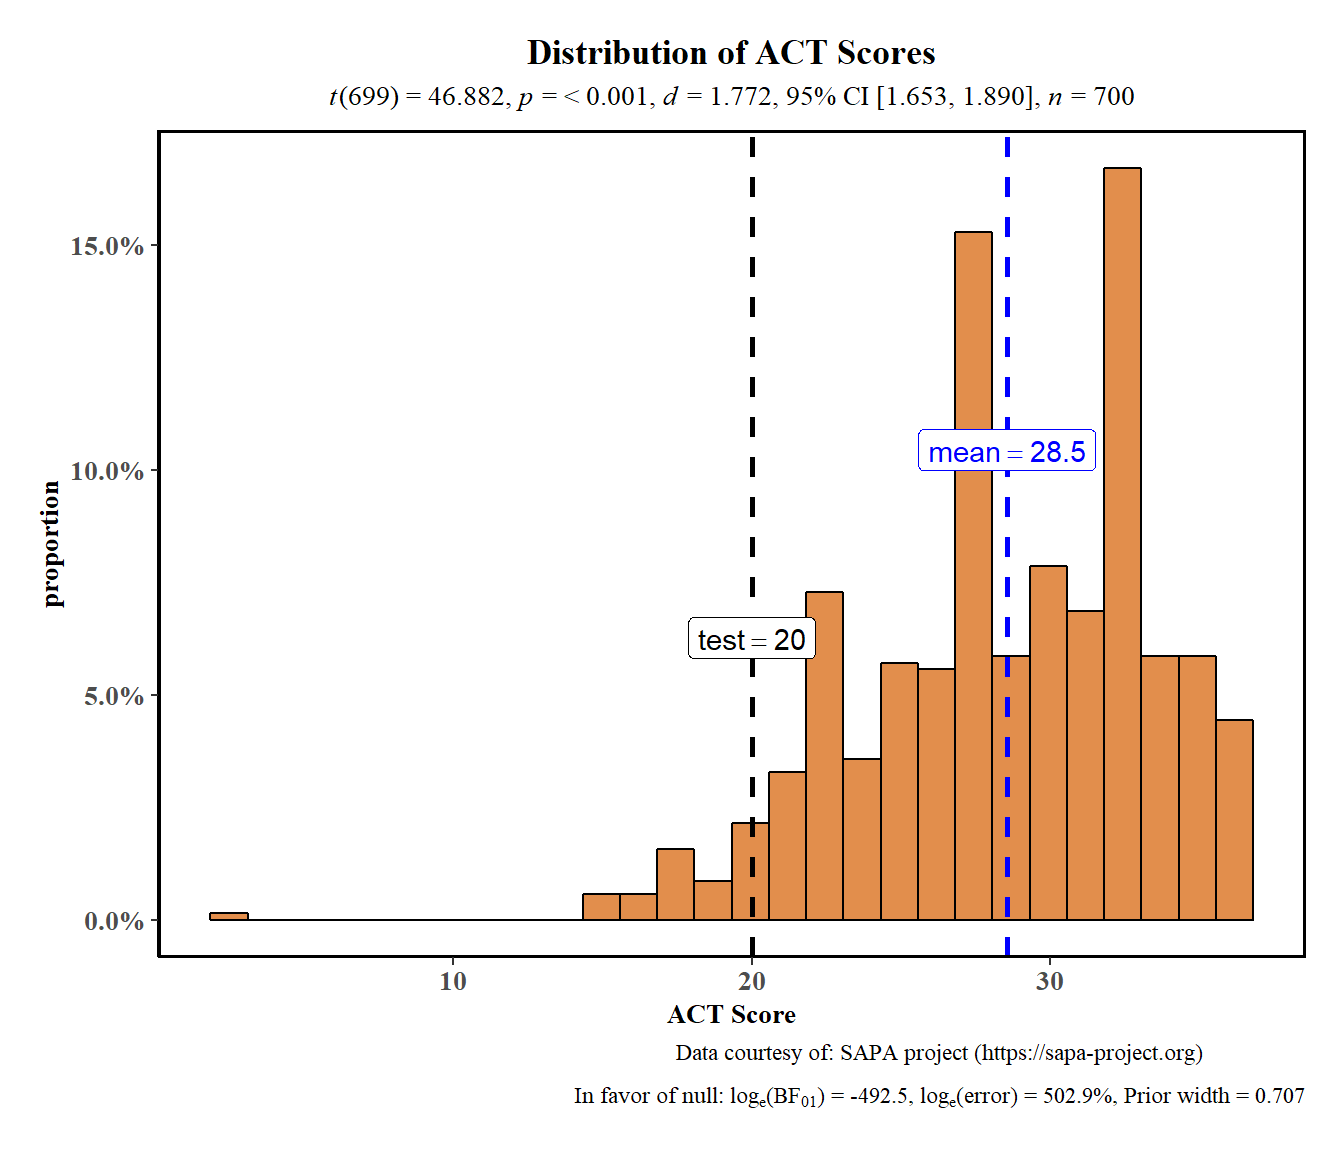 Distribution of ACT Scores
t(699) = 46.882, p = < 0.001, d = 1.772, 95% CI [1.653, 1.890], n = 700
15.0%
10.0%
5.0%
0.0%
proportion
mean = 28.5
test = 20
10 20 30
ACT Score
Data courtesy of: SAPA project (https://sapa-project.org)
In favor of null: logₑ(BF₀₁) = -492.5, logₑ(error) = 502.9%, Prior width = 0.707